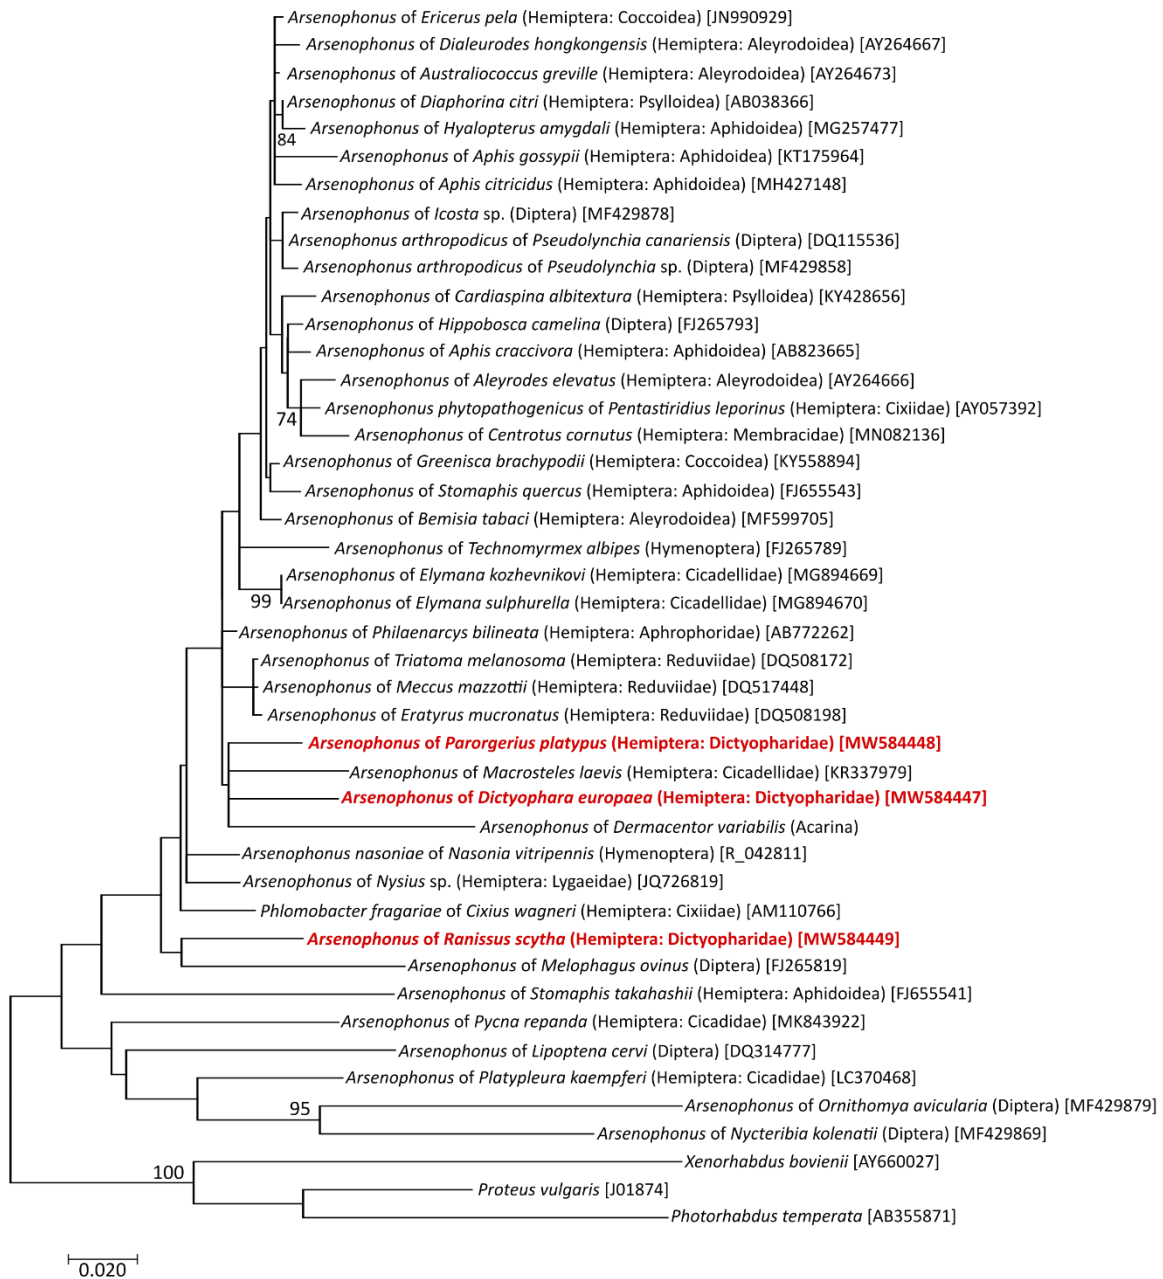 Arsenophonus of Ericerus pela (Hemiptera: Coccoidea) [JN990929]
Arsenophonus of Dialeurodes hongkongensis (Hemiptera: Aleyrodoidea) [AY264667]
Arsenophonus of Australiococcus greville (Hemiptera: Aleyrodoidea) [AY264673]
Arsenophonus of Diaphorina citri (Hemiptera: Psylloidea) [AB038366]
Arsenophonus of Hyalopterus amygdali (Hemiptera: Aphidoidea) [MG257477]
84
Arsenophonus of Aphis gossypii (Hemiptera: Aphidoidea) [KT175964]
Arsenophonus of Aphis citricidus (Hemiptera: Aphidoidea) [MH427148]
Arsenophonus of Icosta sp. (Diptera) [MF429878]
Arsenophonus arthropodicus of Pseudolynchia canariensis (Diptera) [DQ115536]
Arsenophonus arthropodicus of Pseudolynchia sp. (Diptera) [MF429858]
Arsenophonus of Cardiaspina albitextura (Hemiptera: Psylloidea) [KY428656]
Arsenophonus of Hippobosca camelina (Diptera) [FJ265793]
Arsenophonus of Aphis craccivora (Hemiptera: Aphidoidea) [AB823665]
Arsenophonus of Aleyrodes elevatus (Hemiptera: Aleyrodoidea) [AY264666]
Arsenophonus phytopathogenicus of Pentastiridius leporinus (Hemiptera: Cixiidae) [AY057392]
74
Arsenophonus of Centrotus cornutus (Hemiptera: Membracidae) [MN082136]
Arsenophonus of Greenisca brachypodii (Hemiptera: Coccoidea) [KY558894]
Arsenophonus of Stomaphis quercus (Hemiptera: Aphidoidea) [FJ655543]
Arsenophonus of Bemisia tabaci (Hemiptera: Aleyrodoidea) [MF599705]
Arsenophonus of Technomyrmex albipes (Hymenoptera) [FJ265789]
Arsenophonus of Elymana kozhevnikovi (Hemiptera: Cicadellidae) [MG894669]
99
Arsenophonus of Elymana sulphurella (Hemiptera: Cicadellidae) [MG894670]
Arsenophonus of Philaenarcys bilineata (Hemiptera: Aphrophoridae) [AB772262]
Arsenophonus of Triatoma melanosoma (Hemiptera: Reduviidae) [DQ508172]
Arsenophonus of Meccus mazzottii (Hemiptera: Reduviidae) [DQ517448]
Arsenophonus of Eratyrus mucronatus (Hemiptera: Reduviidae) [DQ508198]
Arsenophonus of Parorgerius platypus (Hemiptera: Dictyopharidae) [MW584448]
Arsenophonus of Macrosteles laevis (Hemiptera: Cicadellidae) [KR337979]
Arsenophonus of Dictyophara europaea (Hemiptera: Dictyopharidae) [MW584447]
Arsenophonus of Dermacentor variabilis (Acarina)
Arsenophonus nasoniae of Nasonia vitripennis (Hymenoptera) [R_042811]
Arsenophonus of Nysius sp. (Hemiptera: Lygaeidae) [JQ726819]
Phlomobacter fragariae of Cixius wagneri (Hemiptera: Cixiidae) [AM110766]
Arsenophonus of Ranissus scytha (Hemiptera: Dictyopharidae) [MW584449]
Arsenophonus of Melophagus ovinus (Diptera) [FJ265819]
Arsenophonus of Stomaphis takahashii (Hemiptera: Aphidoidea) [FJ655541]
Arsenophonus of Pycna repanda (Hemiptera: Cicadidae) [MK843922]
Arsenophonus of Lipoptena cervi (Diptera) [DQ314777]
Arsenophonus of Platypleura kaempferi (Hemiptera: Cicadidae) [LC370468]
95
Arsenophonus of Ornithomya avicularia (Diptera) [MF429879]
Arsenophonus of Nycteribia kolenatii (Diptera) [MF429869]
Xenorhabdus bovienii [AY660027]
100
Proteus vulgaris [J01874]
Photorhabdus temperata [AB355871]
0.020